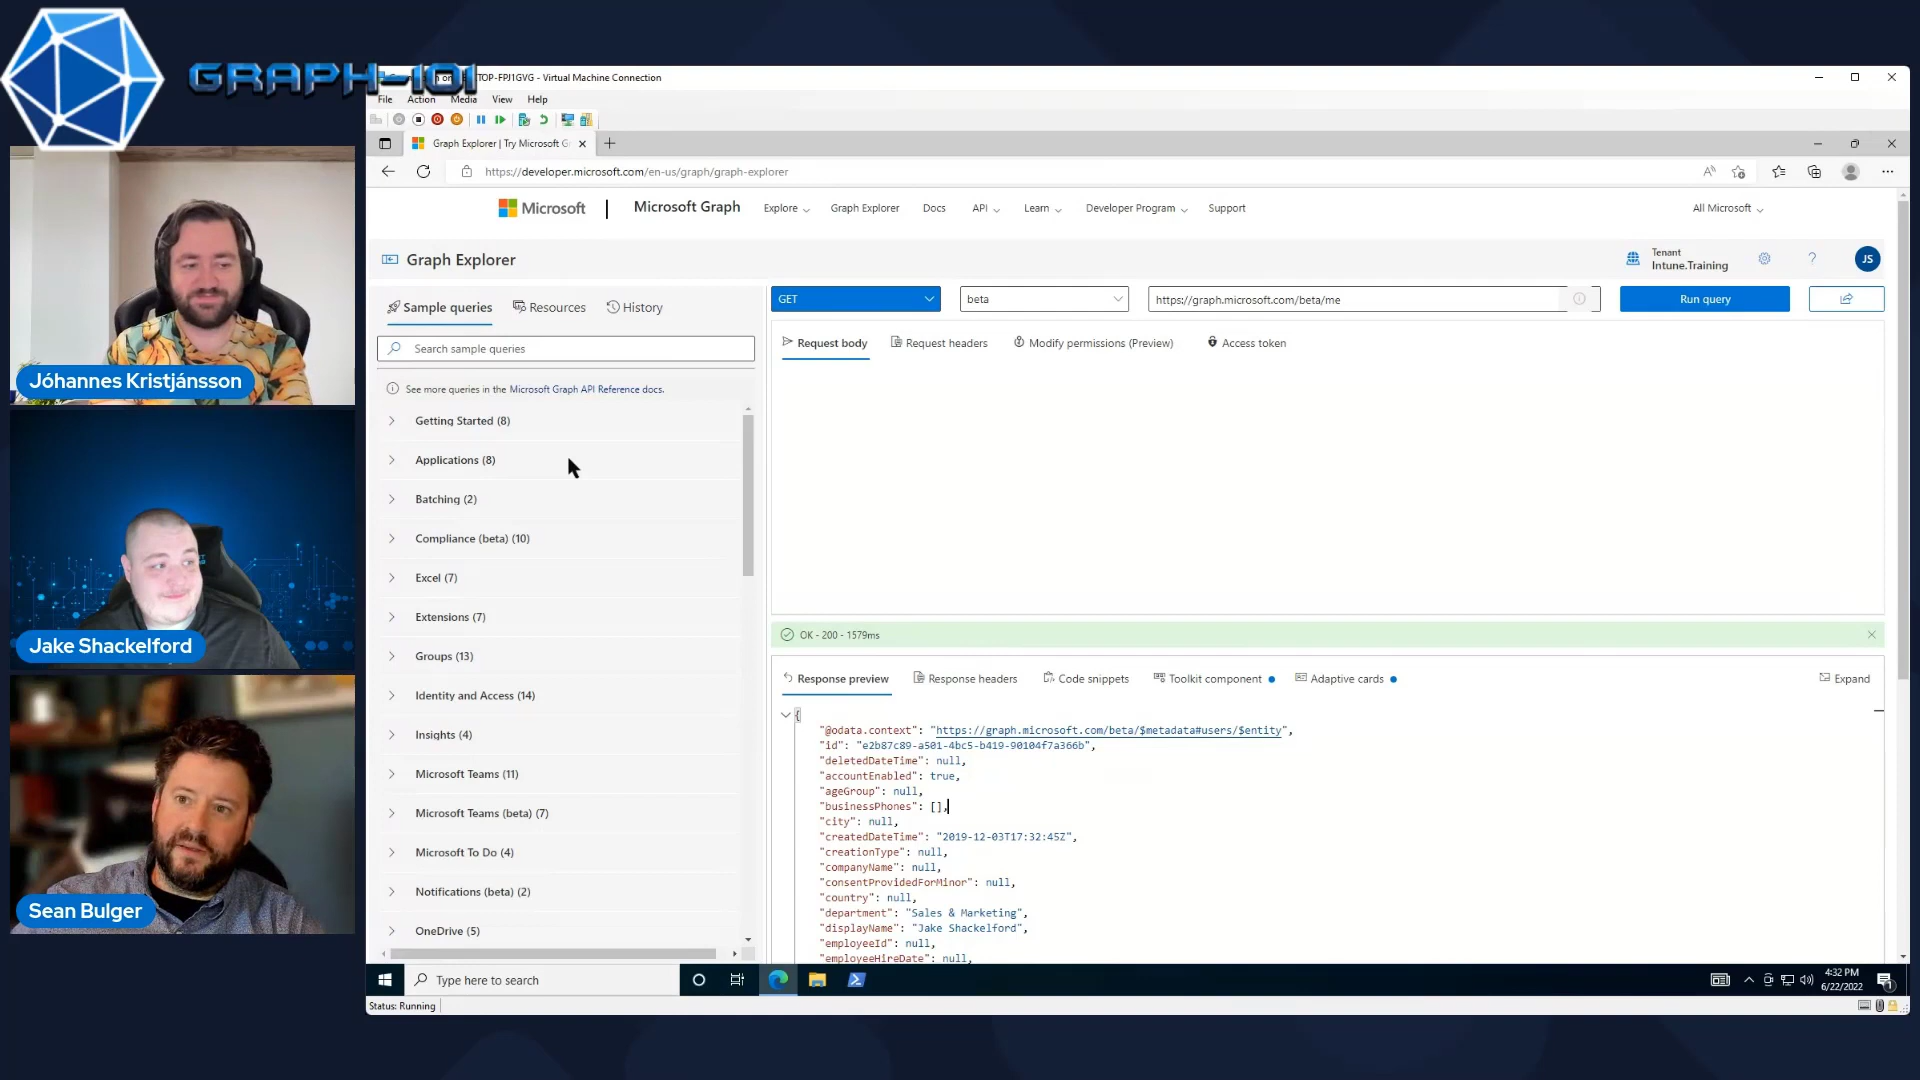 GRAPH-101
TOP-FPJ1GVG - Virtual Machine Connection
File Action Media View Help
Graph Explorer | Try Microsoft G
https://developer.microsoft.com/en-us/graph/graph-explorer
Microsoft | Microsoft Graph Explore Graph Explorer Docs API Learn Developer Program Support All Microsoft
Graph Explorer
Tenant
Intune.Training
JS
Sample queries Resources History
GET beta https://graph.microsoft.com/beta/me Run query
Search sample queries
Request body Request headers Modify permissions (Preview) Access token
See more queries in the Microsoft Graph API Reference docs.
Getting Started (8)
Applications (8)
Batching (2)
Compliance (beta) (10)
Excel (7)
Extensions (7)
Groups (13)
Identity and Access (14)
Insights (4)
Microsoft Teams (11)
Microsoft Teams (beta) (7)
Microsoft To Do (4)
Notifications (beta) (2)
OneDrive (5)
OK - 200 - 1579ms
Response preview Response headers Code snippets Toolkit component Adaptive cards Expand
{
"@odata.context": "https://graph.microsoft.com/beta/$metadata#users/$entity",
"id": "e2b87c89-a501-4bc5-b419-90104f7a366b",
"deletedDateTime": null,
"accountEnabled": true,
"ageGroup": null,
"businessPhones": [],
"city": null,
"createdDateTime": "2019-12-03T17:32:45Z",
"creationType": null,
"companyName": null,
"consentProvidedForMinor": null,
"country": null,
"department": "Sales & Marketing",
"displayName": "Jake Shackelford",
"employeeId": null,
"employeeHireDate": null,
Type here to search
4:32 PM
6/22/2022
Status: Running
Jóhannes Kristjánsson
Jake Shackelford
Sean Bulger